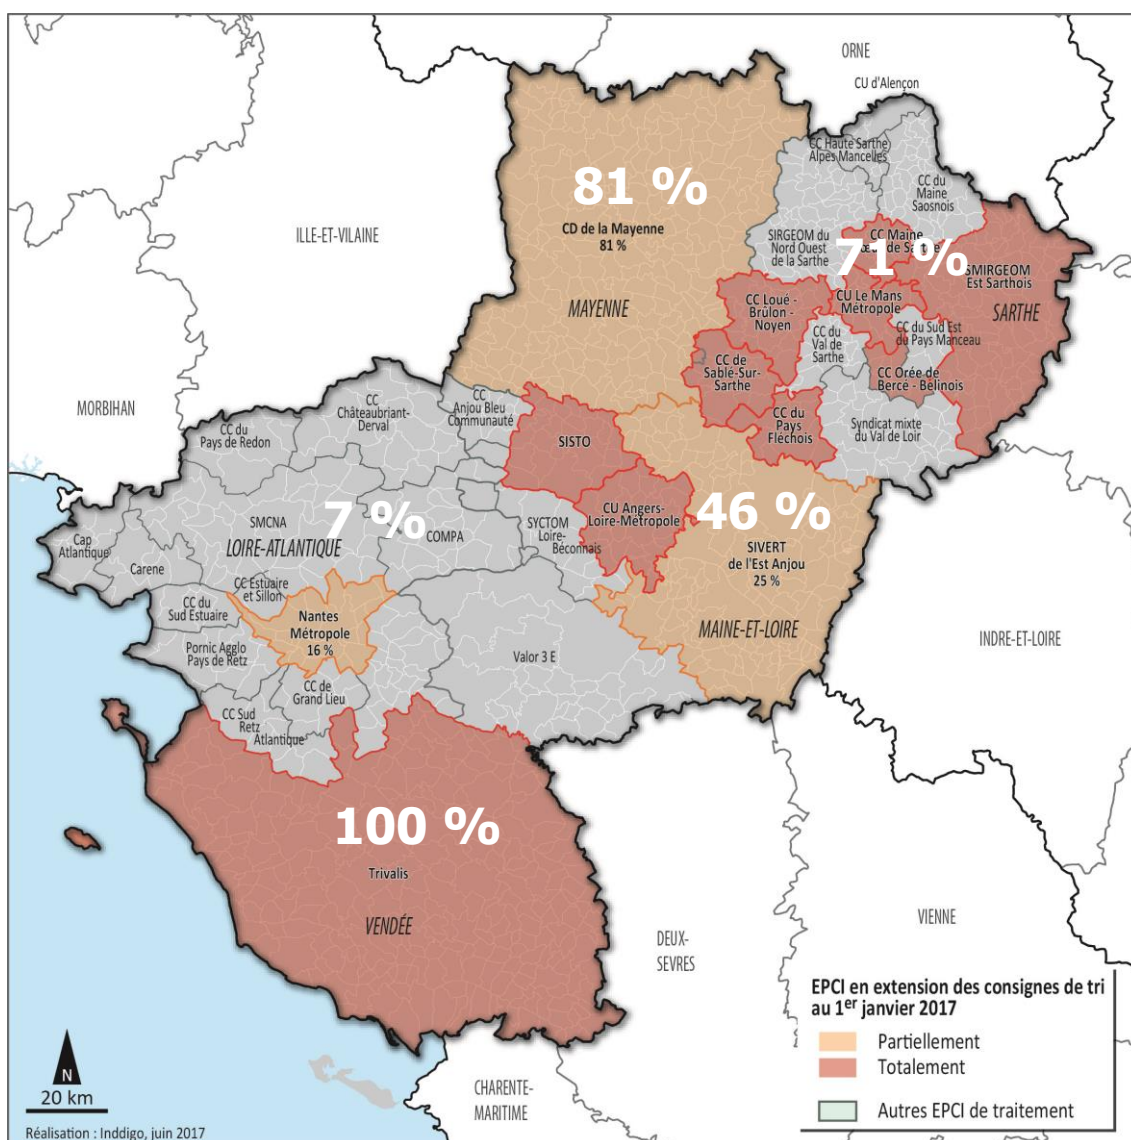 ORNE
CU d'Alençon
CC Haute Sarthe
Alpes Mancelles
CC du
Maine
Saosnois
81 %
CD de la Mayenne
81 %
ILLE-ET-VILAINE
SIRGEOM du
Nord Ouest
de la Sarthe
CC Maine
de Sarthe
71 %
SMIRGEOM
Est Sarthois
MAYENNE
CC Loué -
Brûlon -
Noyen
CU Le Mans
Métropole
SARTHE
CC du
Val de
Sarthe
CC du Sud Est
du Pays Manceau
CC de
Sablé-Sur-
Sarthe
CC Orée de
Bercé - Bélinois
MORBIHAN
CC
Châteaubriant-
Derval
CC
Anjou Bleu
Communauté
CC du
Pays de Redon
SISTO
CC du
Pays
Fléchois
Syndicat mixte
du Val de Loir
SMCNA
7 %
LOIRE-ATLANTIQUE
COMPA
SYCTOM
Loire-
Béconnais
CU Angers-
Loire-Métropole
46 %
SIVERT
de l'Est Anjou
25 %
Cap
Atlantique
Carene
CC Estuaire
et Sillon
CC du
Sud Estuaire
Nantes
Métropole
16 %
MAINE-ET-LOIRE
INDRE-ET-LOIRE
Pornic Agglo
Pays de Retz
Valor 3 E
CC de
Grand Lieu
CC Sud
Retz
Atlantique
100 %
Trivalis
VENDÉE
DEUX-
SEVRES
VIENNE
CHARENTE-
MARITIME
EPCI en extension des consignes de tri
au 1er janvier 2017
Partiellement
Totalement
Autres EPCI de traitement
N
20 km
Réalisation : Inddigo, juin 2017